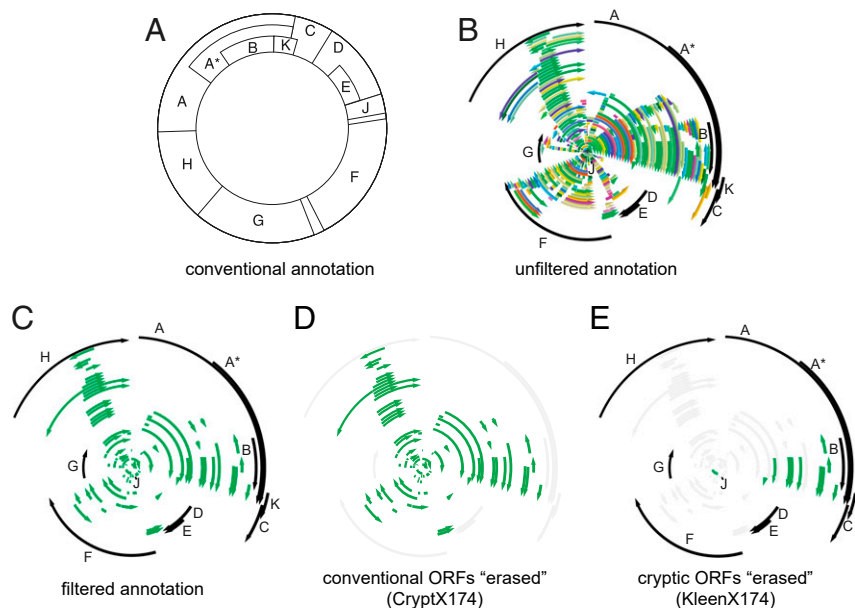 A
A*
B
K
C
D
E
J
A
H
F
G
conventional annotation
B
H
A
A*
B
G
J
K
C
D
E
F
unfiltered annotation
C
H
A
A*
B
G
J
K
C
D
E
F
filtered annotation
D
conventional ORFs “erased”
(CryptX174)
E
H
A
A*
B
G
J
K
C
D
E
F
cryptic ORFs “erased”
(KleenX174)